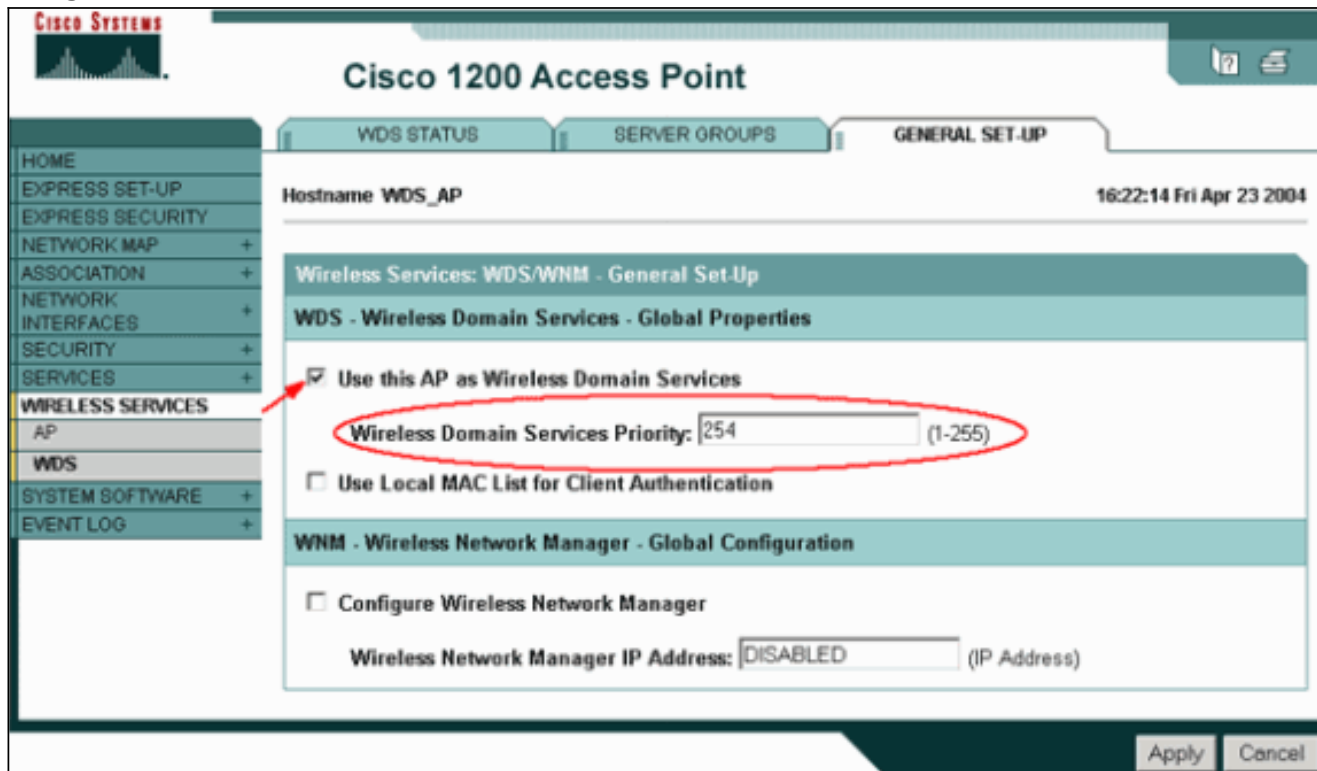 CISCO SYSTEMS
Cisco 1200 Access Point
WDS STATUS
SERVER GROUPS
GENERAL SET-UP
HOME
EXPRESS SET-UP
EXPRESS SECURITY
NETWORK MAP +
ASSOCIATION +
NETWORK
INTERFACES +
SECURITY +
SERVICES +
WIRELESS SERVICES
AP
WDS
SYSTEM SOFTWARE +
EVENT LOG +
Hostname WDS_AP
16:22:14 Fri Apr 23 2004
Wireless Services: WDS/WNM - General Set-Up
WDS - Wireless Domain Services - Global Properties
Use this AP as Wireless Domain Services
Wireless Domain Services Priority: 254 (1-255)
Use Local MAC List for Client Authentication
WNM - Wireless Network Manager - Global Configuration
Configure Wireless Network Manager
Wireless Network Manager IP Address: DISABLED (IP Address)
Apply
Cancel